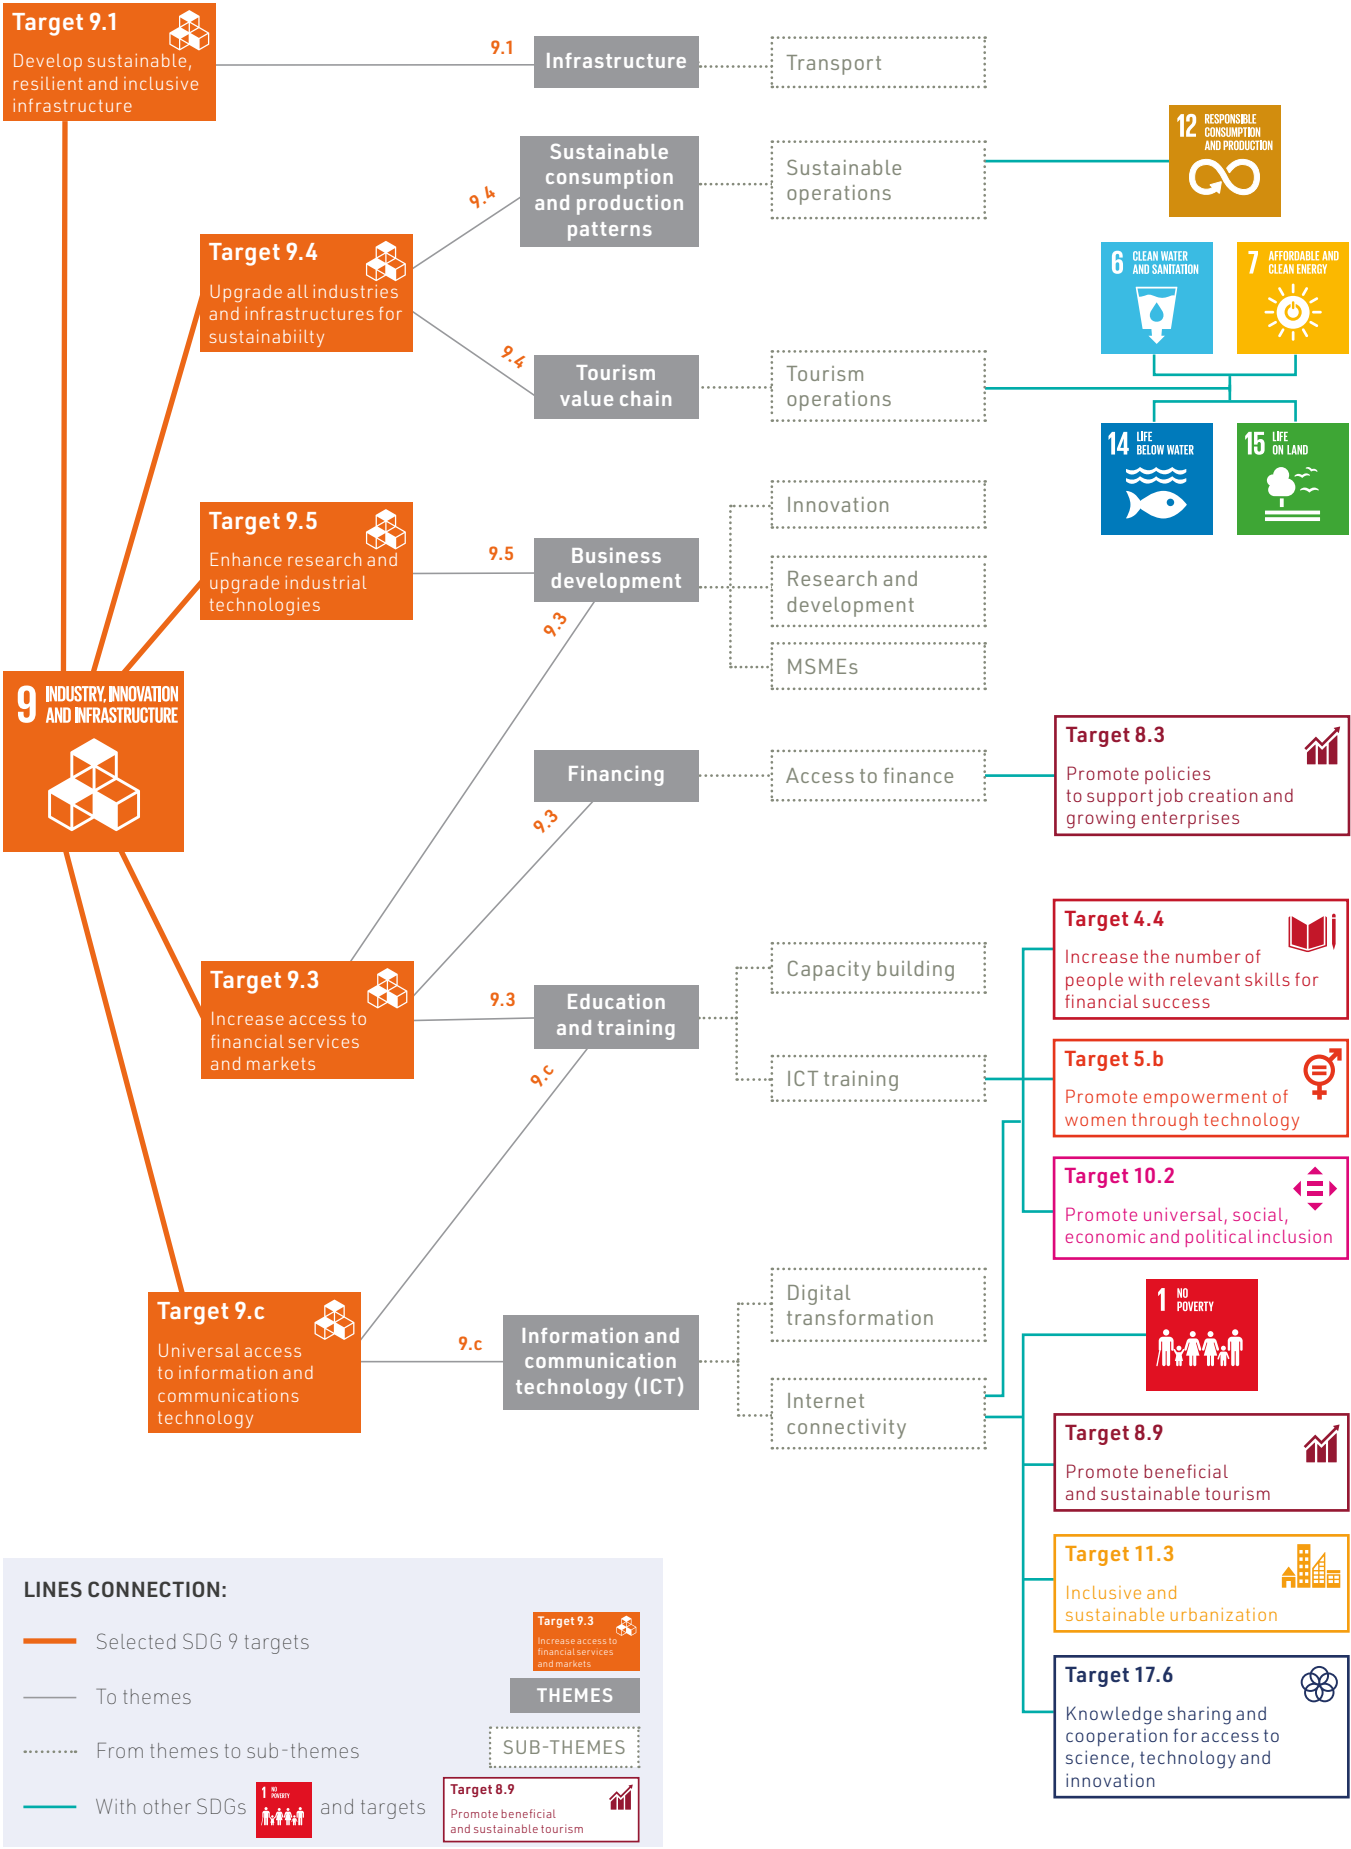 Target 9.1
Develop sustainable,
resilient and inclusive
infrastructure
9.1
Infrastructure
Transport
Sustainable
consumption
and production
patterns
Sustainable
operations
12 RESPONSIBLE
CONSUMPTION
AND PRODUCTION
9.4
Target 9.4
Upgrade all industries
and infrastructures for
sustainabiilty
9.4
Tourism
value chain
Tourism
operations
6 CLEAN WATER
AND SANITATION
7 AFFORDABLE AND
CLEAN ENERGY
14 LIFE
BELOW WATER
15 LIFE
ON LAND
Target 9.5
Enhance research and
upgrade industrial
technologies
9.5
Business
development
Innovation
Research and
development
MSMEs
9.3
9 INDUSTRY, INNOVATION
AND INFRASTRUCTURE
Financing
Access to finance
9.3
Target 8.3
Promote policies
to support job creation and
growing enterprises
Target 9.3
Increase access to
financial services
and markets
9.3
Education
and training
Capacity building
ICT training
9.c
Target 4.4
Increase the number of
people with relevant skills for
financial success
Target 5.b
Promote empowerment of
women through technology
Target 10.2
Promote universal, social,
economic and political inclusion
Target 9.c
Universal access
to information and
communications
technology
9.c
Information and
communication
technology (ICT)
Digital
transformation
Internet
connectivity
1 NO
POVERTY
Target 8.9
Promote beneficial
and sustainable tourism
Target 11.3
Inclusive and
sustainable urbanization
Target 17.6
Knowledge sharing and
cooperation for access to
science, technology and
innovation
LINES CONNECTION:
Selected SDG 9 targets
Target 9.3
Increase access to
financial services
and markets
To themes
THEMES
From themes to sub-themes
SUB-THEMES
With other SDGs
1 NO
POVERTY
and targets
Target 8.9
Promote beneficial
and sustainable tourism